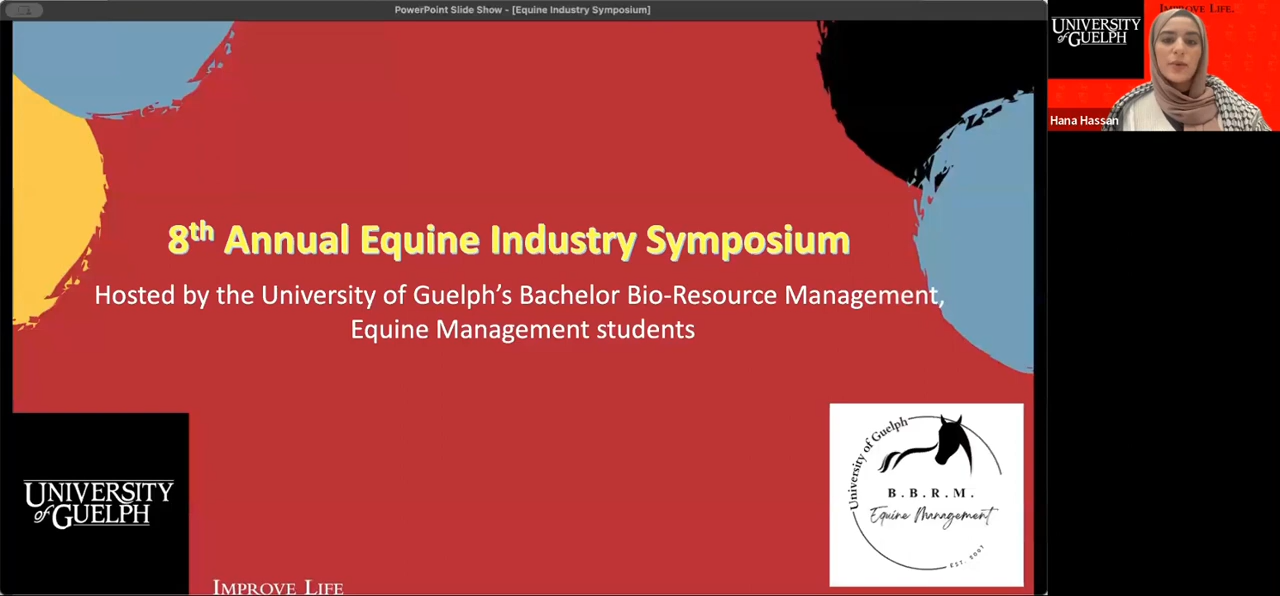 PowerPoint Slide Show - [Equine Industry Symposium]
8th Annual Equine Industry Symposium
Hosted by the University of Guelph's Bachelor Bio-Resource Management,
Equine Management students
UNIVERSITY
of GUELPH
IMPROVE LIFE
University of Guelph
B.B.R.M.
Equine Management
EST. 2007
IMPROVE LIFE.
UNIVERSITY
of GUELPH
Hana Hassan